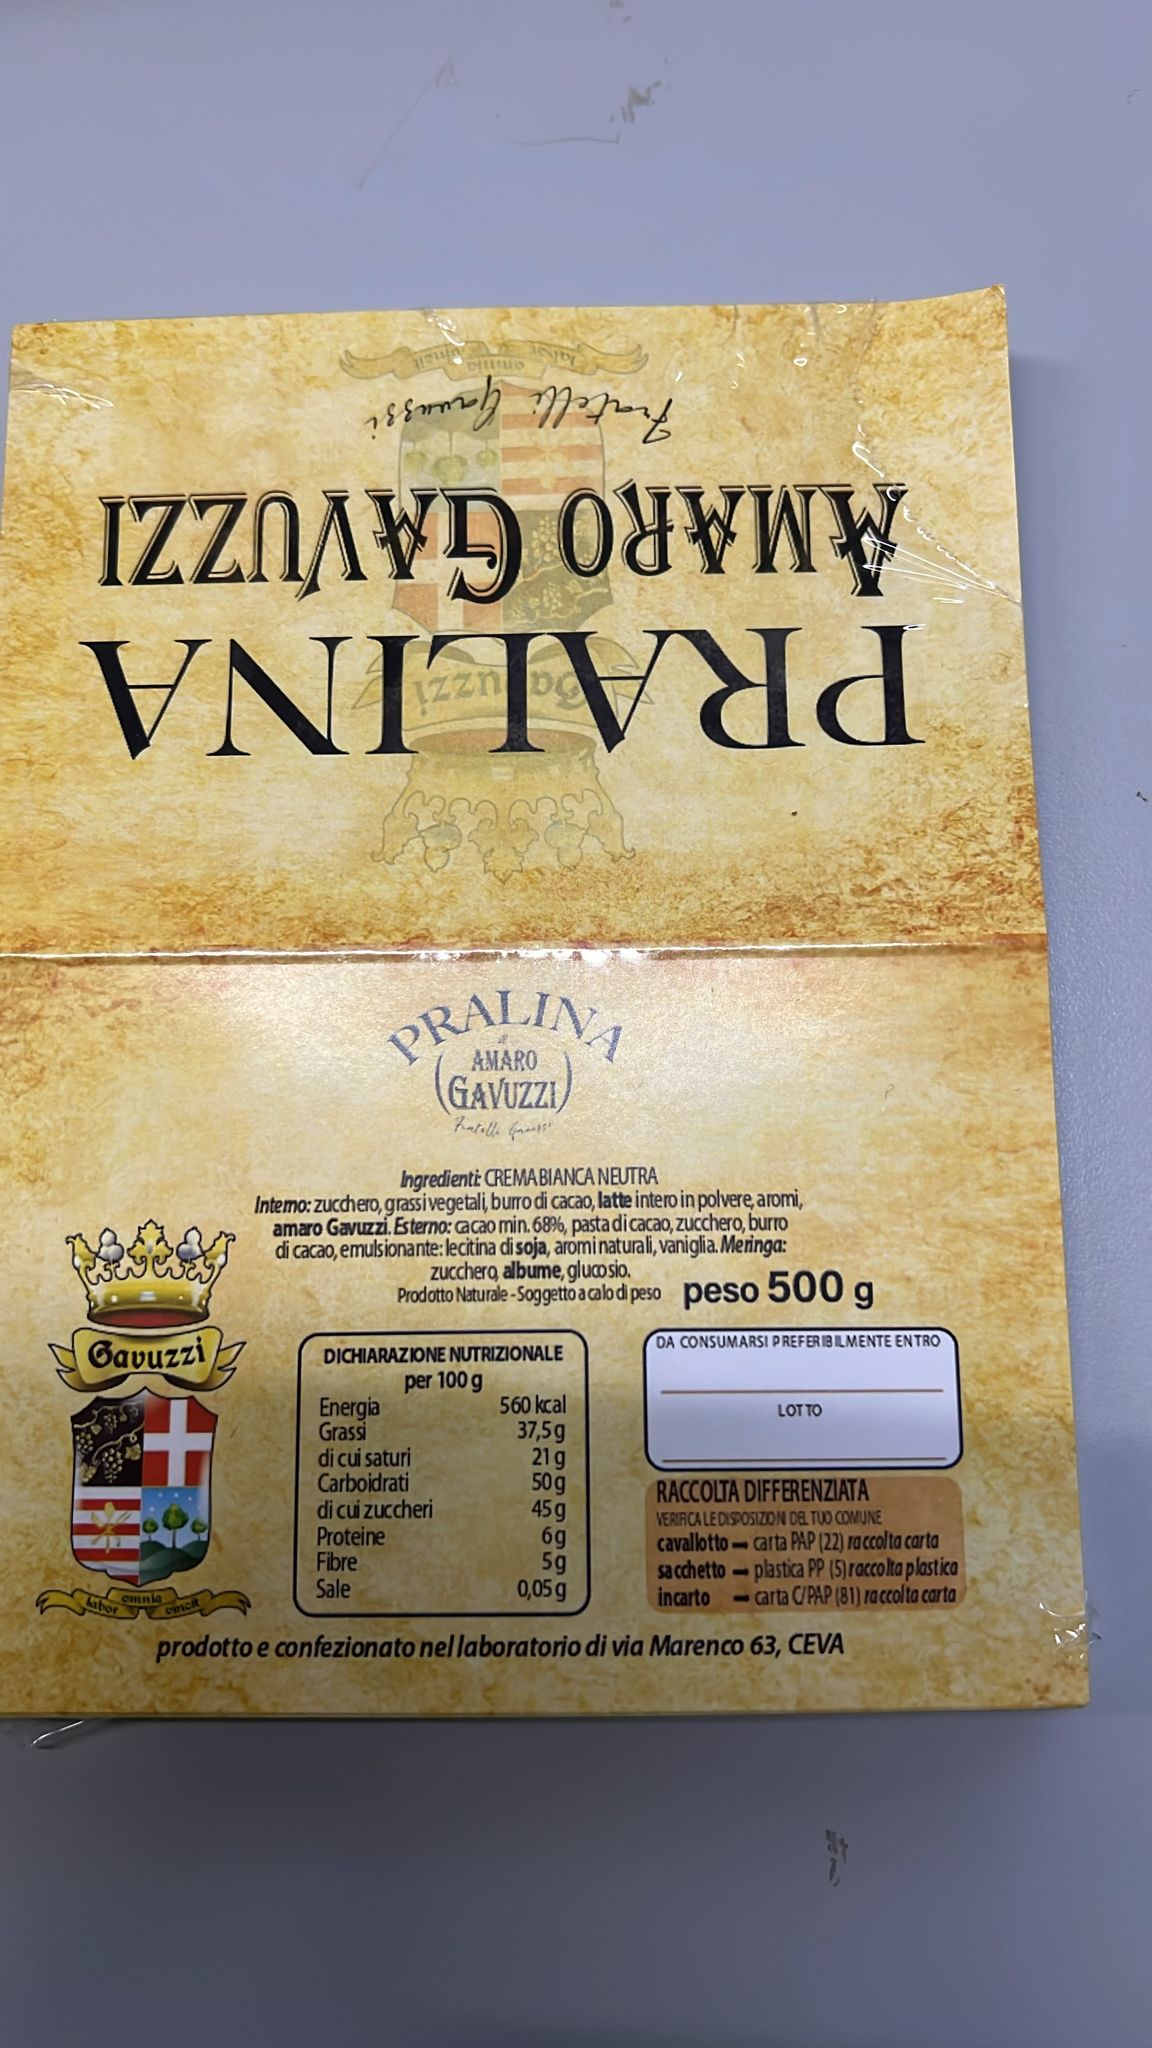 PRALINA
AMARO GAVUZZI
Fratelli Gavuzzi
Gavuzzi
labor omnia vincit
PRALINA
AMARO
GAVUZZI
Fratelli Gavuzzi
Ingredienti: CREMA BIANCA NEUTRA
Interno: zucchero, grassi vegetali, burro di cacao, latte intero in polvere, aromi,
amaro Gavuzzi. Esterno: cacao min. 68%, pasta di cacao, zucchero, burro
di cacao, emulsionante: lecitina di soja, aromi naturali, vaniglia. Meringa:
zucchero, albume, glucosio.
Prodotto Naturale - Soggetto a calo di peso
peso 500 g
Gavuzzi
labor omnia vincit
DICHIARAZIONE NUTRIZIONALE
per 100 g
Energia 560 kcal
Grassi 37,5 g
di cui saturi 21 g
Carboidrati 50 g
di cui zuccheri 45 g
Proteine 6 g
Fibre 5 g
Sale 0,05 g
DA CONSUMARSI PREFERIBILMENTE ENTRO
LOTTO
RACCOLTA DIFFERENZIATA
VERIFICA LE DISPOSIZIONI DEL TUO COMUNE
cavallotto → carta PAP (22) raccolta carta
sacchetto → plastica PP (5) raccolta plastica
incarto → carta C/PAP (81) raccolta carta
prodotto e confezionato nel laboratorio di via Marenco 63, CEVA